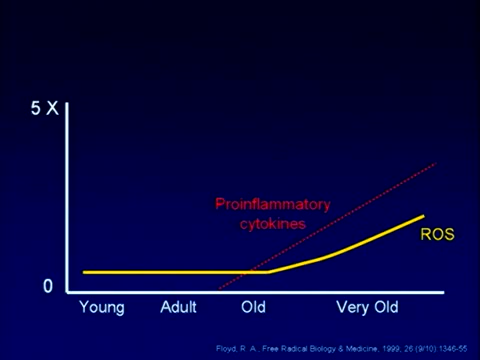 5 X
Proinflammatory
cytokines
ROS
0
Young Adult Old Very Old
Floyd, R. A., Free Radical Biology & Medicine, 1999, 26 (9/10):1346-55